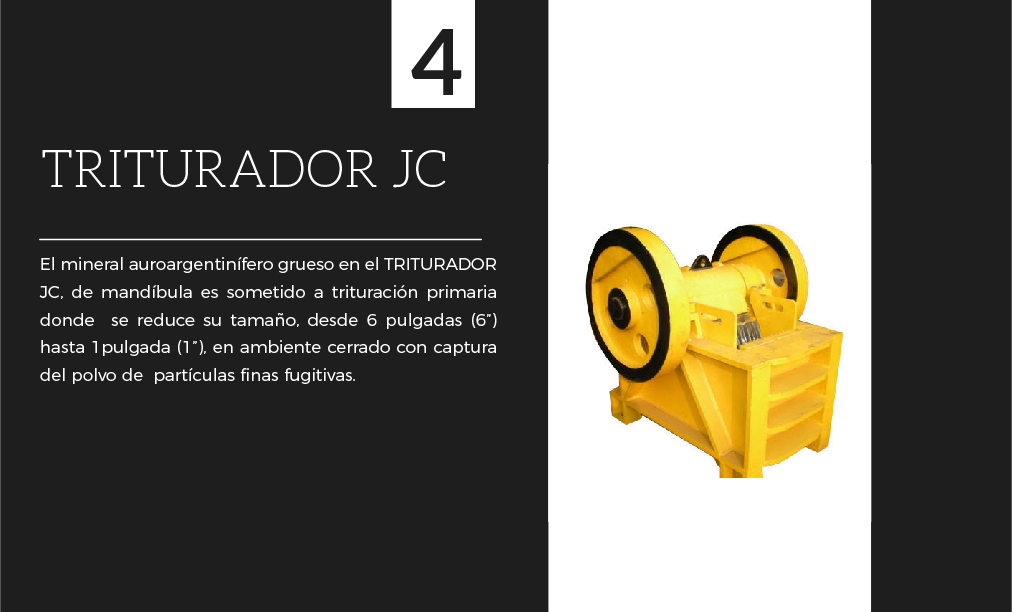 4
TRITURADOR JC
El mineral auroargentinífero grueso en el TRITURADOR
JC, de mandíbula es sometido a trituración primaria
donde se reduce su tamaño, desde 6 pulgadas (6”)
hasta 1pulgada (1”), en ambiente cerrado con captura
del polvo de partículas finas fugitivas.